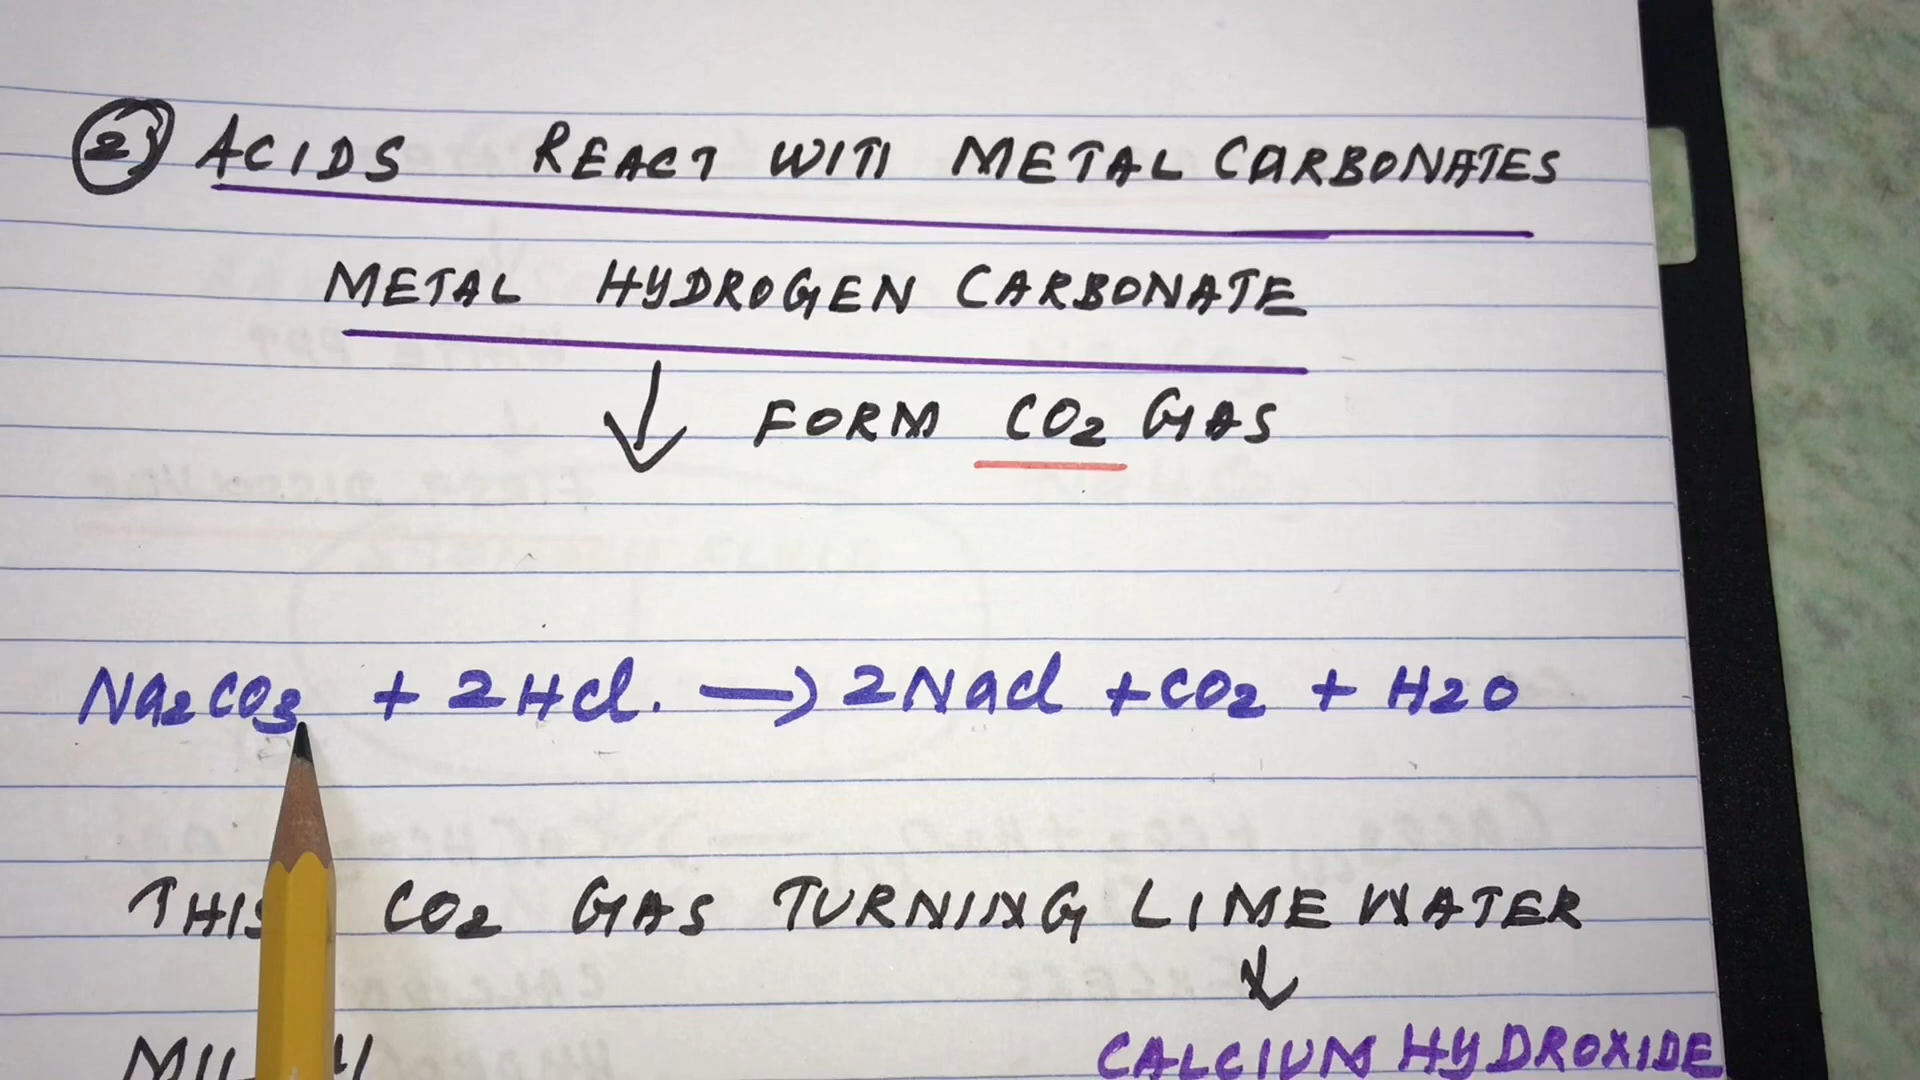 2) ACIDS REACT WITH METAL CARBONATES
METAL HYDROGEN CARBONATE
↓ FORM CO2 GAS
Na2CO3 + 2HCl. → 2NaCl + CO2 + H2O
THIS CO2 GAS TURNING LIME WATER
↓
CALCIUM HYDROXIDE